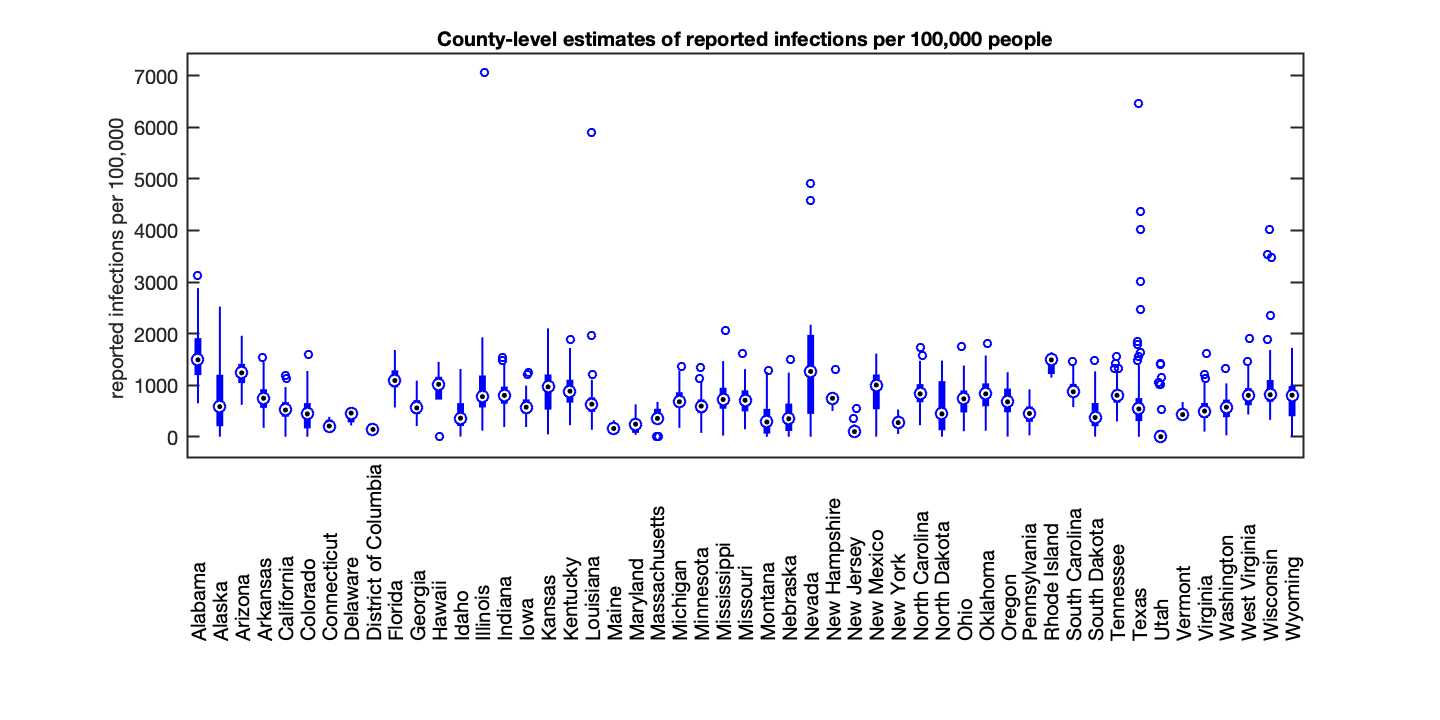 County-level estimates of reported infections per 100,000 people
reported infections per 100,000
7000
6000
5000
4000
3000
2000
1000
0
Alabama
Alaska
Arizona
Arkansas
California
Colorado
Connecticut
Delaware
District of Columbia
Florida
Georgia
Hawaii
Idaho
Illinois
Indiana
Iowa
Kansas
Kentucky
Louisiana
Maine
Maryland
Massachusetts
Michigan
Minnesota
Mississippi
Missouri
Montana
Nebraska
Nevada
New Hampshire
New Jersey
New Mexico
New York
North Carolina
North Dakota
Ohio
Oklahoma
Oregon
Pennsylvania
Rhode Island
South Carolina
South Dakota
Tennessee
Texas
Utah
Vermont
Virginia
Washington
West Virginia
Wisconsin
Wyoming